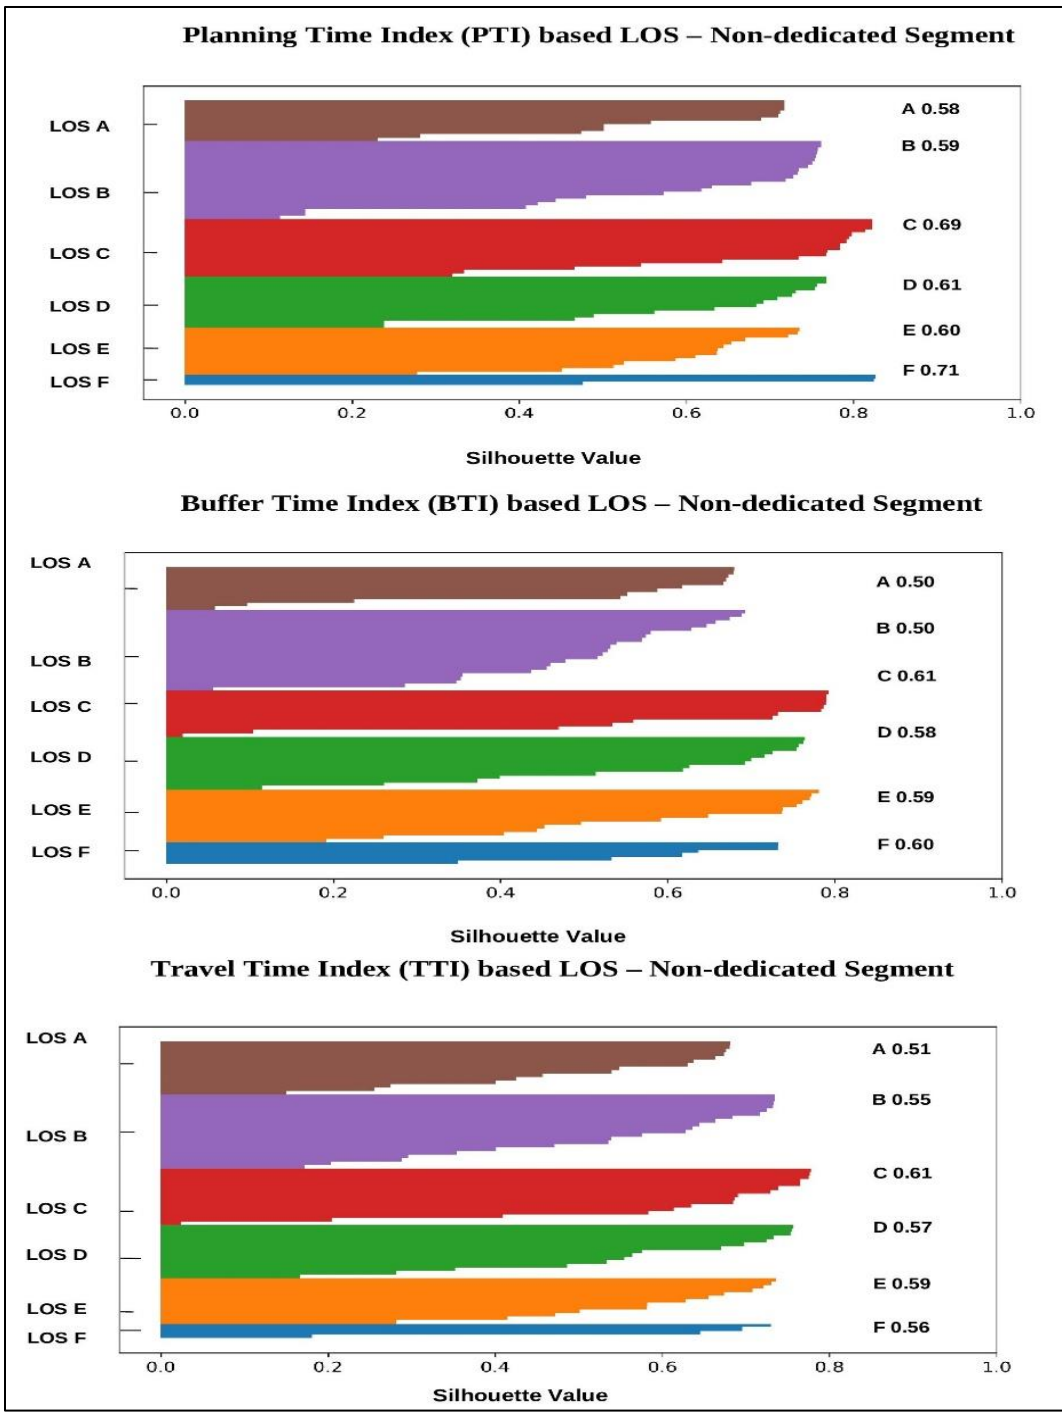 Planning Time Index (PTI) based LOS – Non-dedicated Segment
LOS A
A 0.58
LOS B
B 0.59
LOS C
C 0.69
LOS D
D 0.61
LOS E
E 0.60
LOS F
F 0.71
0.0 0.2 0.4 0.6 0.8 1.0
Silhouette Value
Buffer Time Index (BTI) based LOS – Non-dedicated Segment
LOS A
A 0.50
LOS B
B 0.50
LOS C
C 0.61
LOS D
D 0.58
LOS E
E 0.59
LOS F
F 0.60
0.0 0.2 0.4 0.6 0.8 1.0
Silhouette Value
Travel Time Index (TTI) based LOS – Non-dedicated Segment
LOS A
A 0.51
LOS B
B 0.55
LOS C
C 0.61
LOS D
D 0.57
LOS E
E 0.59
LOS F
F 0.56
0.0 0.2 0.4 0.6 0.8 1.0
Silhouette Value